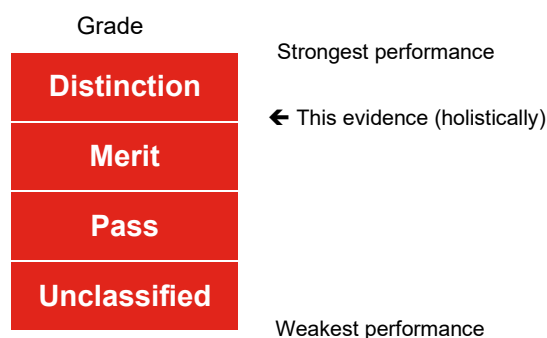 Grade
Strongest performance
Distinction
🡸 This evidence (holistically)
Merit
Pass
Unclassified
Weakest performance